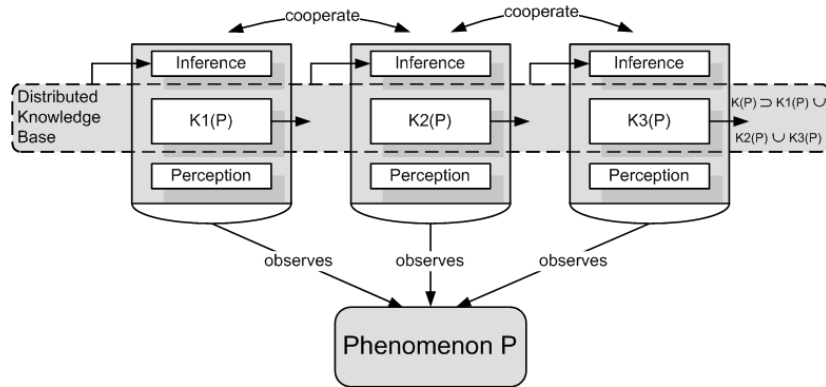 cooperate
cooperate
Inference
Inference
Inference
Distributed
Knowledge
Base
K1(P)
K2(P)
K3(P)
K(P) ⊃ K1(P) ∪
K2(P) ∪ K3(P)
Perception
Perception
Perception
observes
observes
observes
Phenomenon P